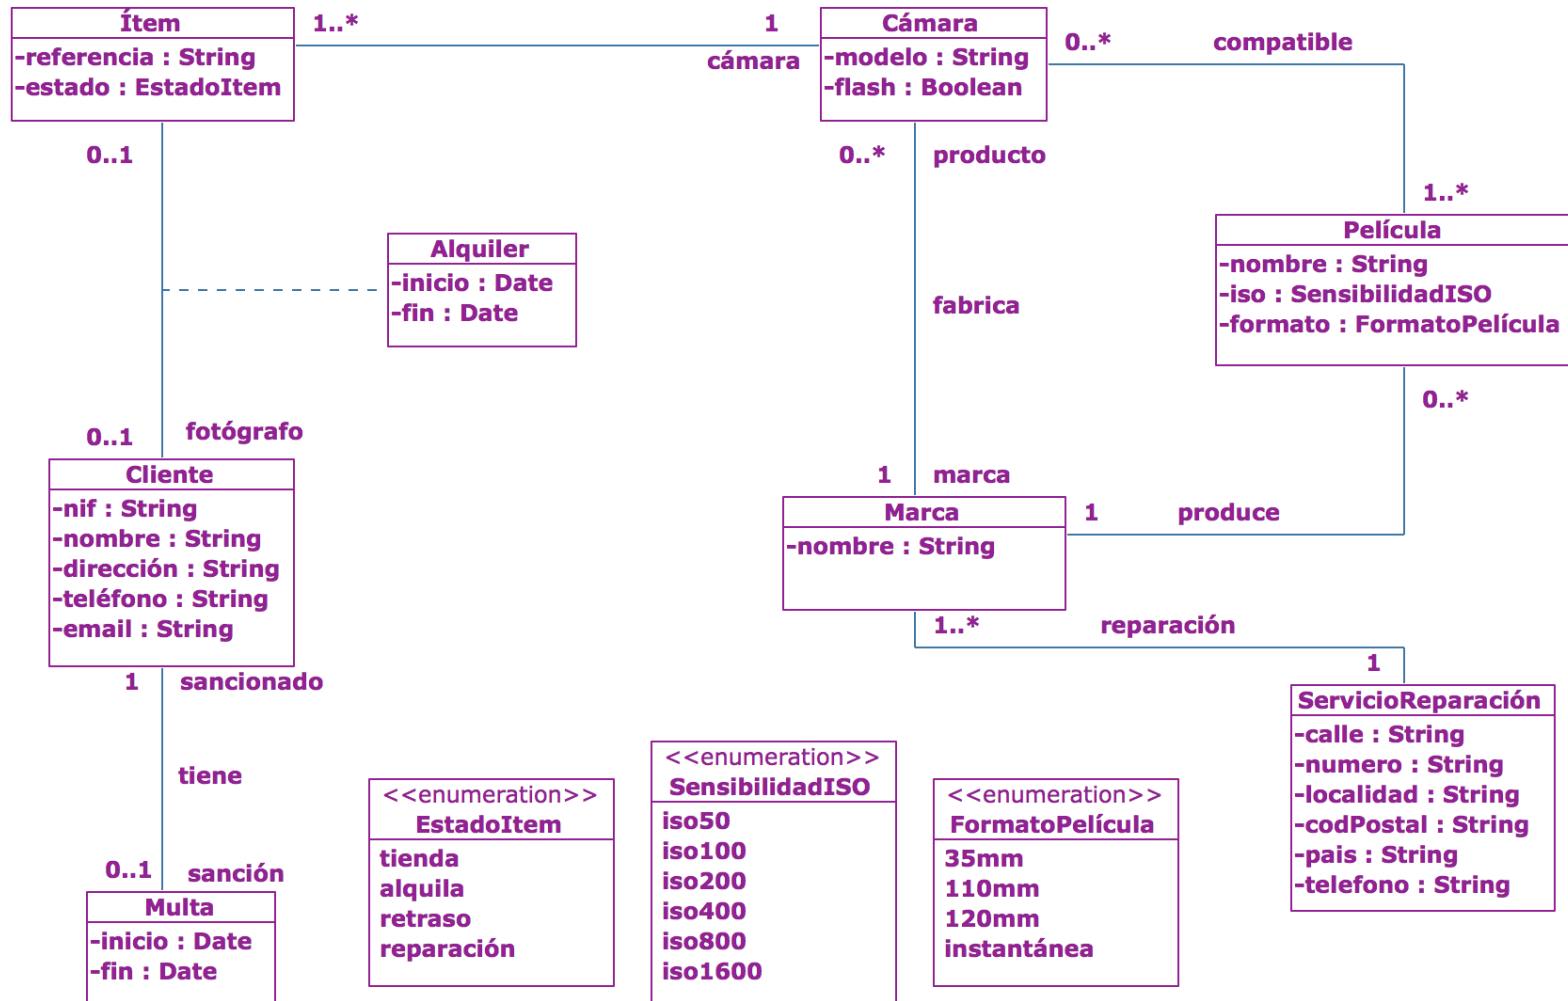 Ítem
-referencia : String
-estado : EstadoItem
1..*
1
cámara
Cámara
-modelo : String
-flash : Boolean
0..*
compatible
0..1
0..*
producto
1..*
Alquiler
-inicio : Date
-fin : Date
Película
-nombre : String
-iso : SensibilidadISO
-formato : FormatoPelícula
fabrica
0..*
0..1
fotógrafo
Cliente
-nif : String
-nombre : String
-dirección : String
-teléfono : String
-email : String
1
marca
Marca
-nombre : String
1
produce
1..*
reparación
1
1
sancionado
tiene
0..1
sanción
Multa
-inicio : Date
-fin : Date
<<enumeration>>
EstadoItem
tienda
alquila
retraso
reparación
<<enumeration>>
SensibilidadISO
iso50
iso100
iso200
iso400
iso800
iso1600
<<enumeration>>
FormatoPelícula
35mm
110mm
120mm
instantánea
ServicioReparación
-calle : String
-numero : String
-localidad : String
-codPostal : String
-pais : String
-telefono : String